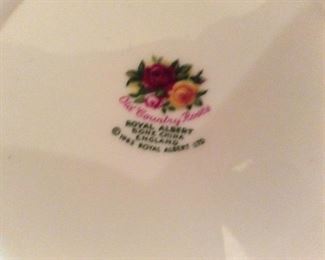 Old Country Roses
ROYAL ALBERT
BONE CHINA
ENGLAND
© 1962 ROYAL ALBERT LTD